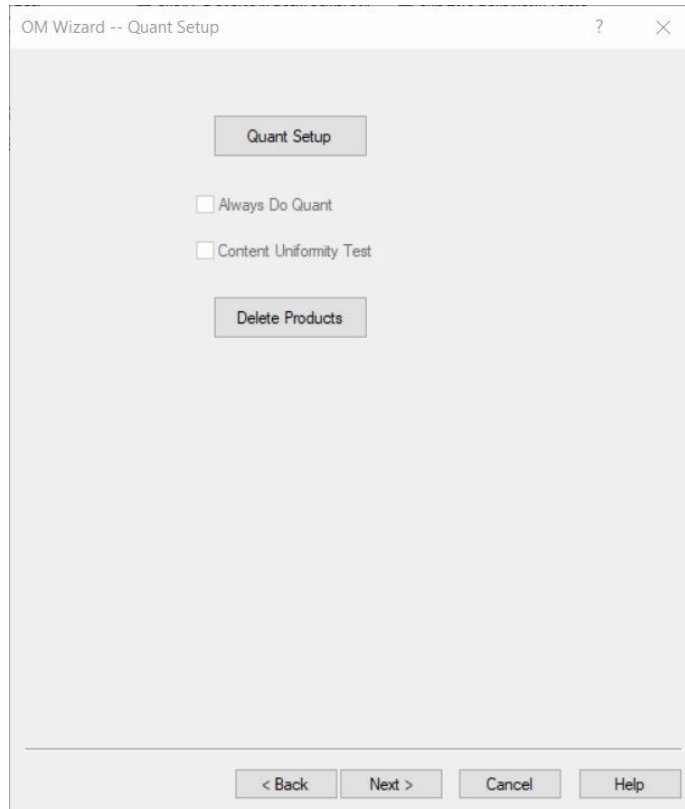 OM Wizard -- Quant Setup ?
Quant Setup
Always Do Quant
Content Uniformity Test
Delete Products
< Back Next > Cancel Help